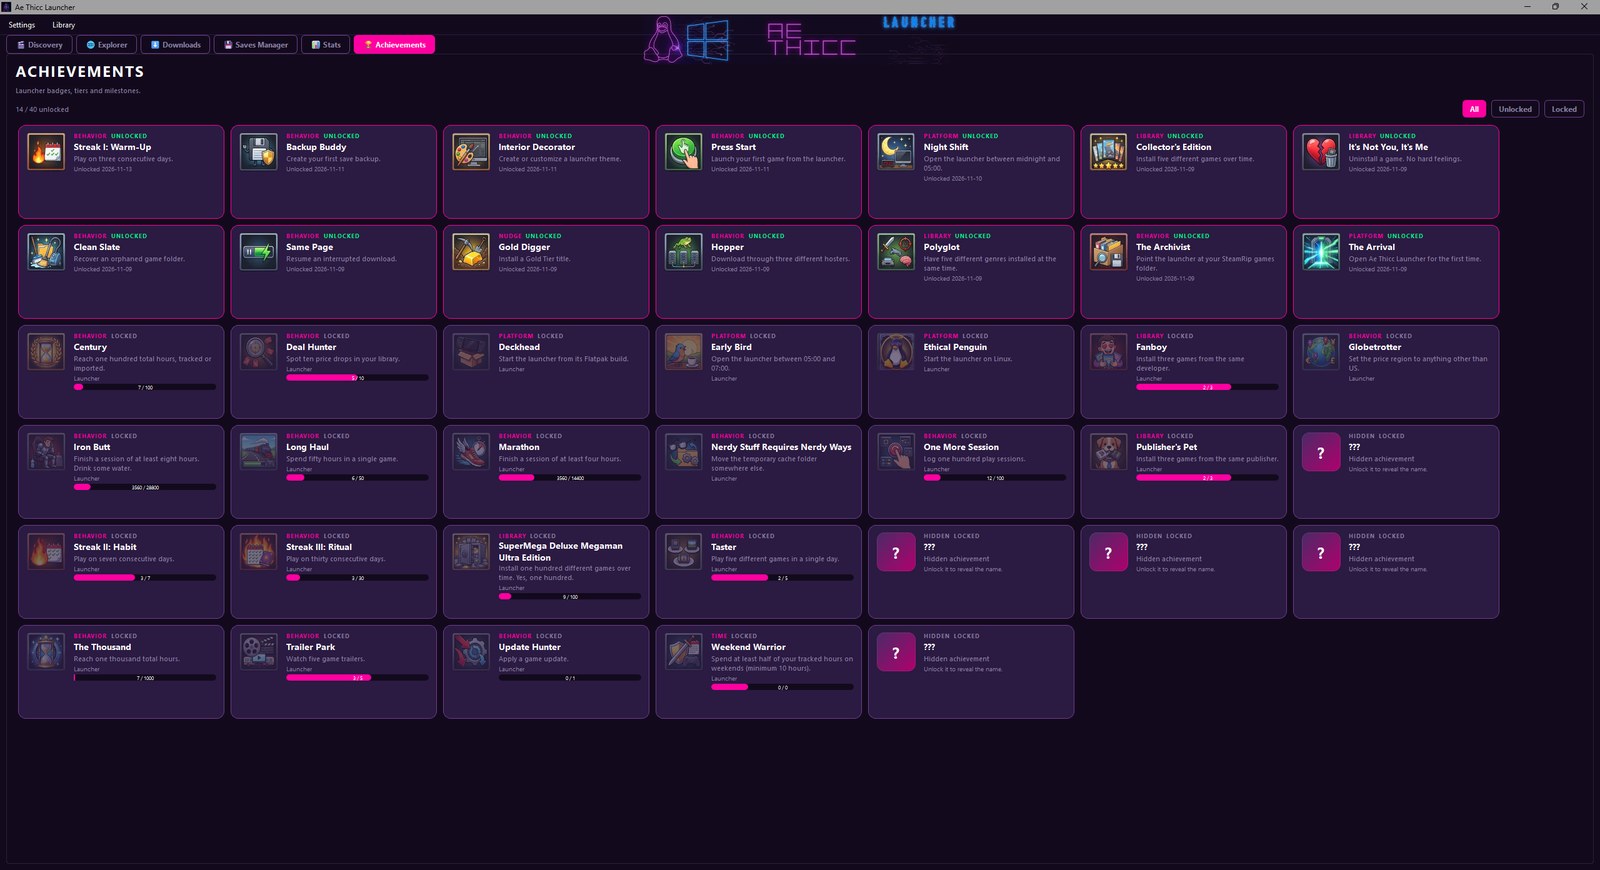 Ae Thicc Launcher
Settings Library
AE THICC
LAUNCHER
Discovery Explorer Downloads Saves Manager Stats Achievements
ACHIEVEMENTS
Launcher badges, tiers and milestones.
14 / 40 unlocked
All Unlocked Locked
BEHAVIOR UNLOCKED
Streak I: Warm-Up
Play on three consecutive days.
Unlocked 2026-11-13
BEHAVIOR UNLOCKED
Backup Buddy
Create your first save backup.
Unlocked 2026-11-11
BEHAVIOR UNLOCKED
Interior Decorator
Create or customize a launcher theme.
Unlocked 2026-11-11
BEHAVIOR UNLOCKED
Press Start
Launch your first game from the launcher.
Unlocked 2026-11-11
PLATFORM UNLOCKED
Night Shift
Open the launcher between midnight and
05:00.
Unlocked 2026-11-10
LIBRARY UNLOCKED
Collector's Edition
Install five different games over time.
Unlocked 2026-11-09
LIBRARY UNLOCKED
It's Not You, It's Me
Uninstall a game. No hard feelings.
Unlocked 2026-11-09
BEHAVIOR UNLOCKED
Clean Slate
Recover an orphaned game folder.
Unlocked 2026-11-09
BEHAVIOR UNLOCKED
Same Page
Resume an interrupted download.
Unlocked 2026-11-09
NUDGE UNLOCKED
Gold Digger
Install a Gold Tier title.
Unlocked 2026-11-09
BEHAVIOR UNLOCKED
Hopper
Download through three different hosters.
Unlocked 2026-11-09
LIBRARY UNLOCKED
Polyglot
Have five different genres installed at the
same time.
Unlocked 2026-11-09
BEHAVIOR UNLOCKED
The Archivist
Point the launcher at your SteamRip games
folder.
Unlocked 2026-11-09
PLATFORM UNLOCKED
The Arrival
Open Ae Thicc Launcher for the first time.
Unlocked 2026-11-09
BEHAVIOR LOCKED
Century
Reach one hundred total hours, tracked or
imported.
Launcher
7 / 100
BEHAVIOR LOCKED
Deal Hunter
Spot ten price drops in your library.
Launcher
5 / 10
PLATFORM LOCKED
Deckhead
Start the launcher from its Flatpak build.
Launcher
PLATFORM LOCKED
Early Bird
Open the launcher between 05:00 and
07:00.
Launcher
PLATFORM LOCKED
Ethical Penguin
Start the launcher on Linux.
Launcher
LIBRARY LOCKED
Fanboy
Install three games from the same
developer.
Launcher
2 / 3
BEHAVIOR LOCKED
Globetrotter
Set the price region to anything other than
US.
Launcher
BEHAVIOR LOCKED
Iron Butt
Finish a session of at least eight hours.
Drink some water.
Launcher
3560 / 28800
BEHAVIOR LOCKED
Long Haul
Spend fifty hours in a single game.
Launcher
6 / 50
BEHAVIOR LOCKED
Marathon
Finish a session of at least four hours.
Launcher
3560 / 14400
BEHAVIOR LOCKED
Nerdy Stuff Requires Nerdy Ways
Move the temporary cache folder
somewhere else.
Launcher
BEHAVIOR LOCKED
One More Session
Log one hundred play sessions.
Launcher
12 / 100
LIBRARY LOCKED
Publisher's Pet
Install three games from the same publisher.
Launcher
2 / 3
?
HIDDEN LOCKED
???
Hidden achievement
Unlock it to reveal the name.
BEHAVIOR LOCKED
Streak II: Habit
Play on seven consecutive days.
Launcher
3 / 7
BEHAVIOR LOCKED
Streak III: Ritual
Play on thirty consecutive days.
Launcher
3 / 30
LIBRARY LOCKED
SuperMega Deluxe Megaman
Ultra Edition
Install one hundred different games over
time. Yes, one hundred.
Launcher
9 / 100
BEHAVIOR LOCKED
Taster
Play five different games in a single day.
Launcher
2 / 5
?
HIDDEN LOCKED
???
Hidden achievement
Unlock it to reveal the name.
?
HIDDEN LOCKED
???
Hidden achievement
Unlock it to reveal the name.
?
HIDDEN LOCKED
???
Hidden achievement
Unlock it to reveal the name.
BEHAVIOR LOCKED
The Thousand
Reach one thousand total hours.
Launcher
7 / 1000
BEHAVIOR LOCKED
Trailer Park
Watch five game trailers.
Launcher
3 / 5
BEHAVIOR LOCKED
Update Hunter
Apply a game update.
Launcher
0 / 1
TIME LOCKED
Weekend Warrior
Spend at least half of your tracked hours on
weekends (minimum 10 hours).
Launcher
0 / 0
?
HIDDEN LOCKED
???
Hidden achievement
Unlock it to reveal the name.